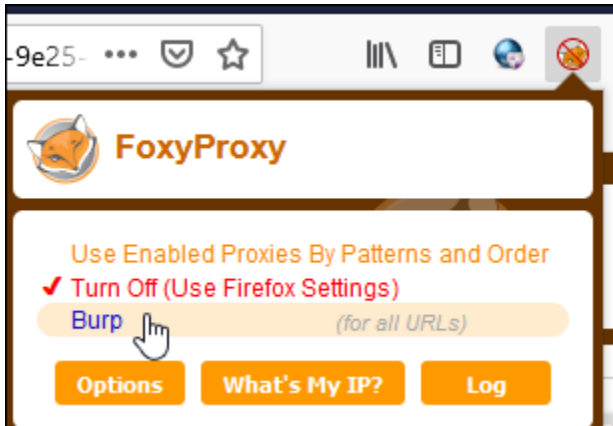 -9e25-
FoxyProxy
Use Enabled Proxies By Patterns and Order
Turn Off (Use Firefox Settings)
Burp (for all URLs)
Options What's My IP? Log